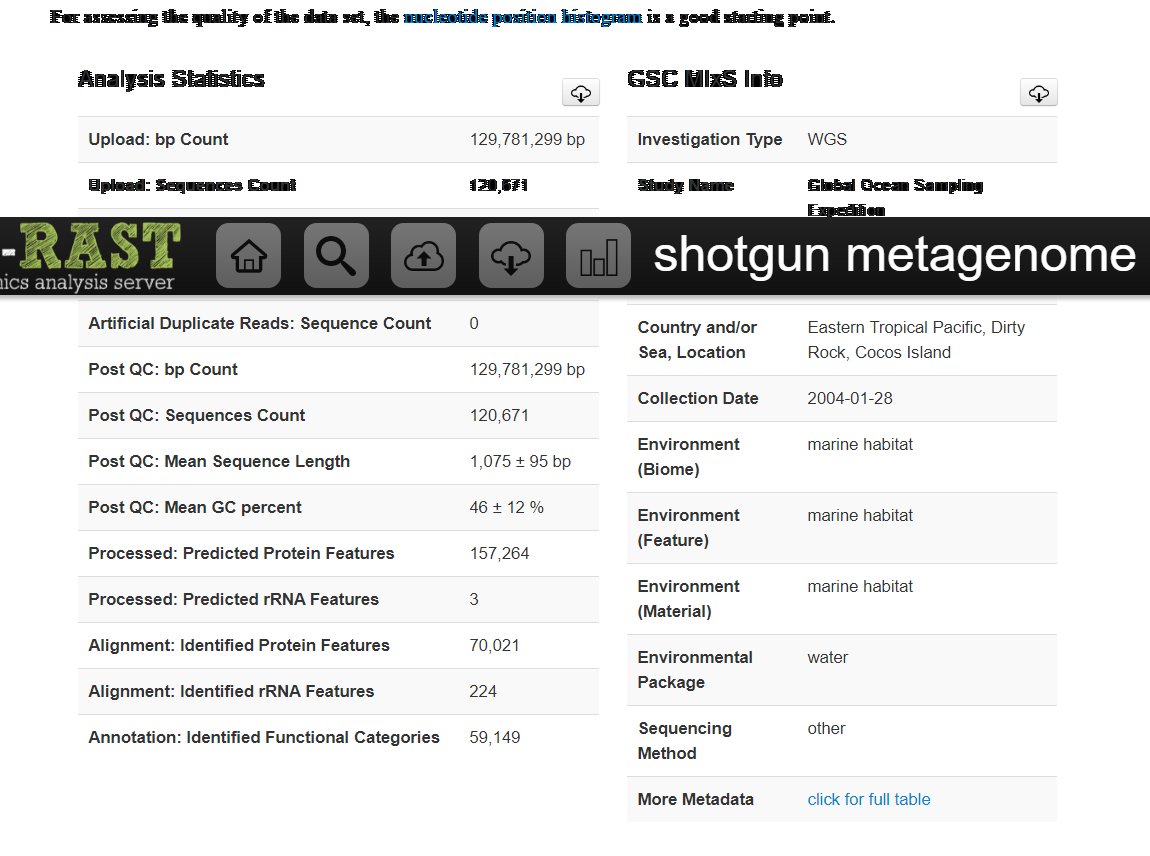 For assessing the quality of the data set, the nucleotide position histogram is a good starting point.
Analysis Statistics
Upload: bp Count 129,781,299 bp
Upload: Sequences Count 120,671
-RAST
ics analysis server
shotgun metagenome
Artificial Duplicate Reads: Sequence Count 0
Post QC: bp Count 129,781,299 bp
Post QC: Sequences Count 120,671
Post QC: Mean Sequence Length 1,075 ± 95 bp
Post QC: Mean GC percent 46 ± 12 %
Processed: Predicted Protein Features 157,264
Processed: Predicted rRNA Features 3
Alignment: Identified Protein Features 70,021
Alignment: Identified rRNA Features 224
Annotation: Identified Functional Categories 59,149
GSC MIxS Info
Investigation Type WGS
Study Name Global Ocean Sampling
Expedition
Country and/or Eastern Tropical Pacific, Dirty
Sea, Location Rock, Cocos Island
Collection Date 2004-01-28
Environment marine habitat
(Biome)
Environment marine habitat
(Feature)
Environment marine habitat
(Material)
Environmental water
Package
Sequencing other
Method
More Metadata click for full table